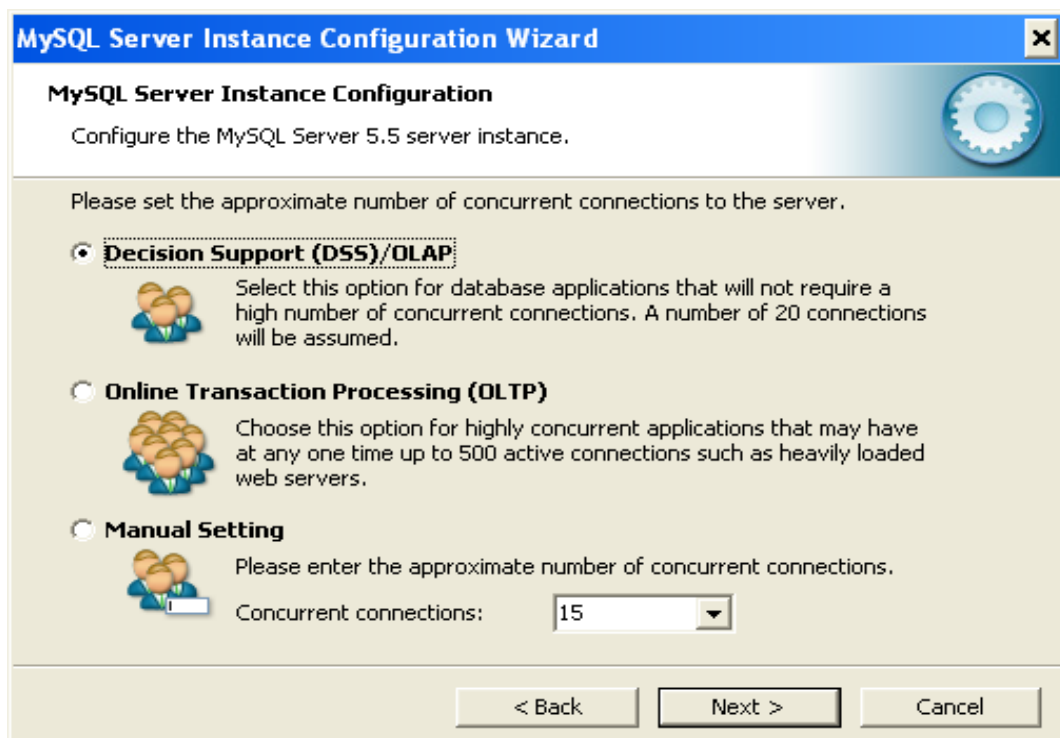 MySQL Server Instance Configuration Wizard
MySQL Server Instance Configuration
Configure the MySQL Server 5.5 server instance.
Please set the approximate number of concurrent connections to the server.
Decision Support (DSS)/OLAP
Select this option for database applications that will not require a
high number of concurrent connections. A number of 20 connections
will be assumed.
Online Transaction Processing (OLTP)
Choose this option for highly concurrent applications that may have
at any one time up to 500 active connections such as heavily loaded
web servers.
Manual Setting
Please enter the approximate number of concurrent connections.
Concurrent connections: 15
< Back Next > Cancel